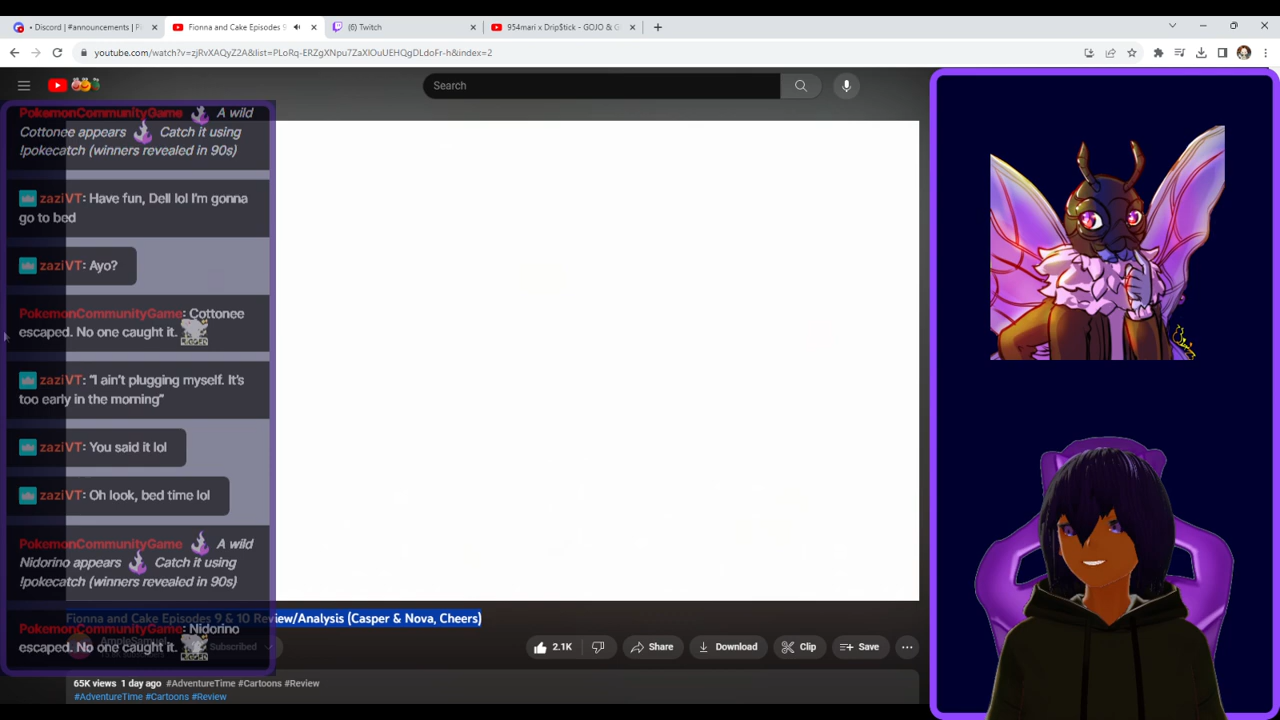 • Discord | #announcements | P
Fionna and Cake Episodes 9
(6) Twitch
954mari x Drip$tick - GOJO & G
youtube.com/watch?v=zjRvXAQyZ2A&list=PLoRq-ERZgXNpu7ZaXlOuUEHQgDLdoFr-h&index=2
Search
PokemonCommunityGame A wild
Cottonee appears Catch it using
!pokecatch (winners revealed in 90s)
zaziVT: Have fun, Dell lol I'm gonna
go to bed
zaziVT: Ayo?
PokemonCommunityGame: Cottonee
escaped. No one caught it.
zaziVT: “I ain’t plugging myself. It’s
too early in the morning”
zaziVT: You said it lol
zaziVT: Oh look, bed time lol
PokemonCommunityGame A wild
Nidorino appears Catch it using
!pokecatch (winners revealed in 90s)
Fionna and Cake Episodes 9 & 10 Review/Analysis (Casper & Nova, Cheers)
PokemonCommunityGame: Nidorino
escaped. No one caught it.
Subscribed
2.1K
Share
Download
Clip
Save
65K views 1 day ago #AdventureTime #Cartoons #Review
#AdventureTime #Cartoons #Review